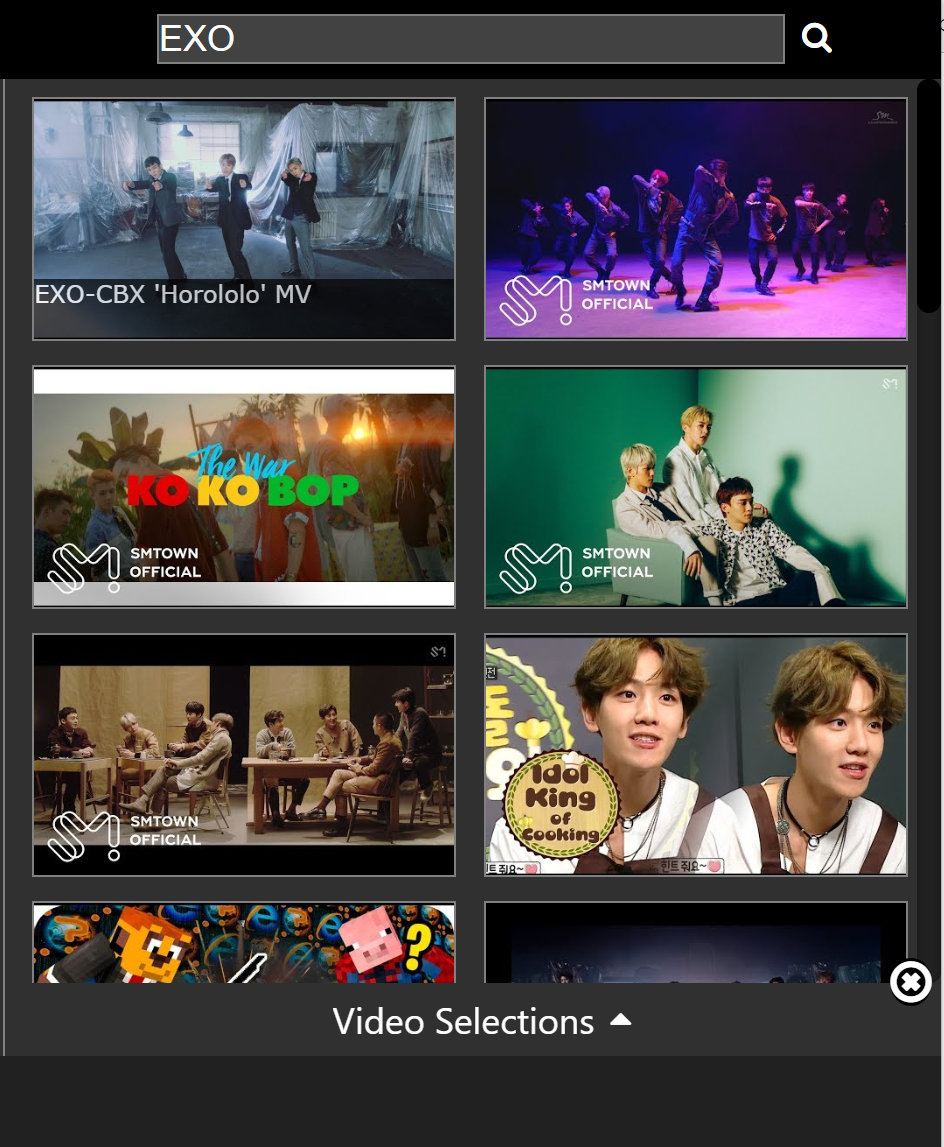 EXO
EXO-CBX 'Horololo' MV
SMTOWN
OFFICIAL
The War
KO KO BOP
SMTOWN
OFFICIAL
SMTOWN
OFFICIAL
SMTOWN
OFFICIAL
전
Idol
King
of
Cooking
힌트 줘요~
힌트 줘요~
?
Video Selections